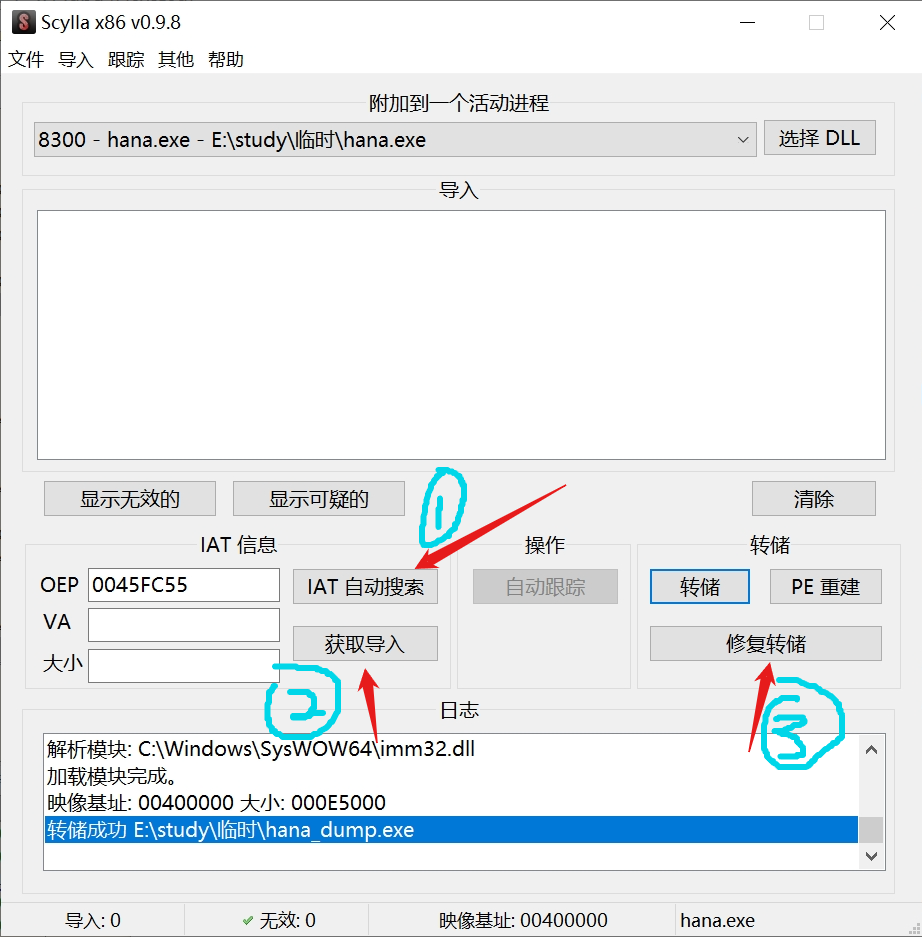 Scylla x86 v0.9.8
文件 导入 跟踪 其他 帮助
附加到一个活动进程
8300 - hana.exe - E:\study\临时\hana.exe
选择 DLL
导入
显示无效的
显示可疑的
清除
1
IAT 信息
OEP 0045FC55
IAT 自动搜索
VA
获取导入
大小
2
操作
自动跟踪
转储
转储
PE 重建
修复转储
3
日志
解析模块: C:\Windows\SysWOW64\imm32.dll
加载模块完成。
映像基址: 00400000 大小: 000E5000
转储成功 E:\study\临时\hana_dump.exe
导入: 0
无效: 0
映像基址: 00400000
hana.exe